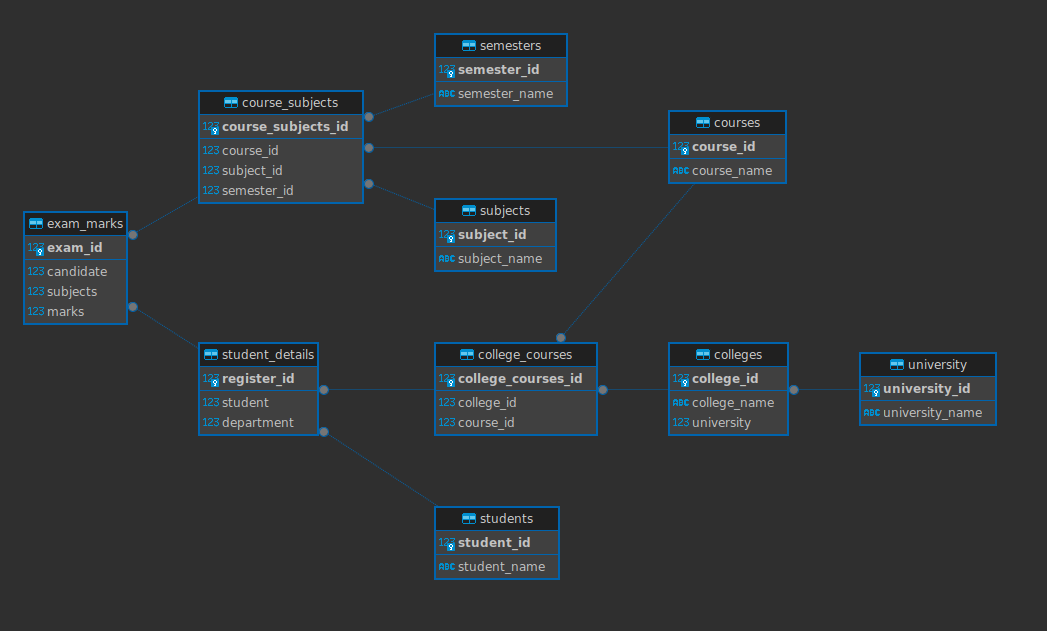 semesters
123 semester_id
ABC semester_name
course_subjects
123 course_subjects_id
123 course_id
123 subject_id
123 semester_id
courses
123 course_id
ABC course_name
subjects
123 subject_id
ABC subject_name
exam_marks
123 exam_id
123 candidate
123 subjects
123 marks
student_details
123 register_id
123 student
123 department
college_courses
123 college_courses_id
123 college_id
123 course_id
colleges
123 college_id
ABC college_name
123 university
university
123 university_id
ABC university_name
students
123 student_id
ABC student_name